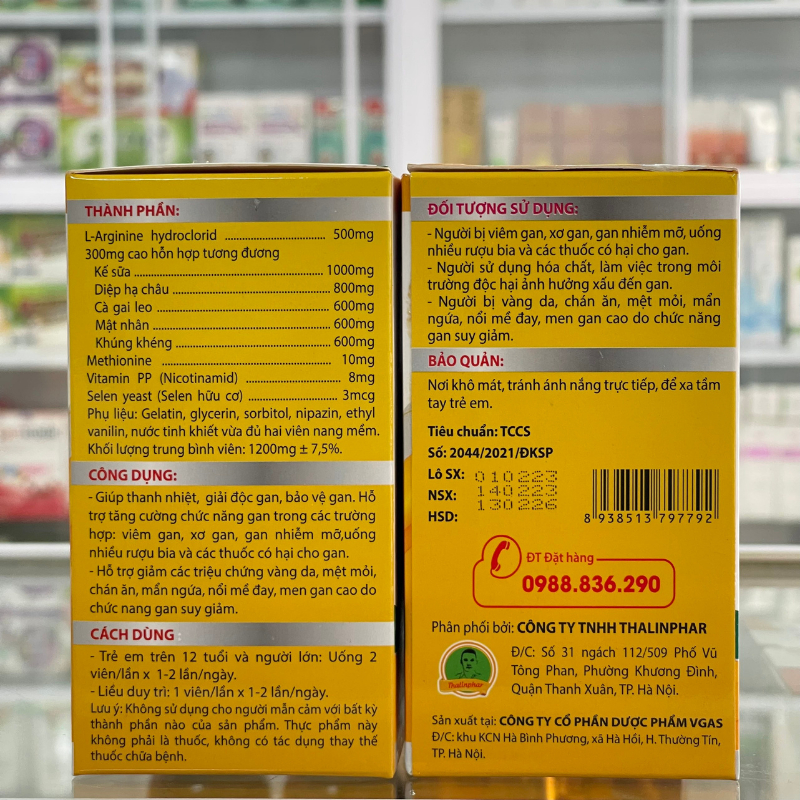 THÀNH PHẦN:
L-Arginine hydroclorid .......... 500mg
300mg cao hỗn hợp tương đương
Kế sữa .......... 1000mg
Diệp hạ châu .......... 800mg
Cà gai leo .......... 600mg
Mật nhân .......... 600mg
Khúng khéng .......... 600mg
Methionine .......... 10mg
Vitamin PP (Nicotinamid) .......... 8mg
Selen yeast (Selen hữu cơ) .......... 3mcg
Phụ liệu: Gelatin, glycerin, sorbitol, nipazin, ethyl
vanilin, nước tinh khiết vừa đủ hai viên nang mềm.
Khối lượng trung bình viên: 1200mg ± 7,5%.
CÔNG DỤNG:
- Giúp thanh nhiệt, giải độc gan, bảo vệ gan. Hỗ
trợ tăng cường chức năng gan trong các trường
hợp: viêm gan, xơ gan, gan nhiễm mỡ,uống
nhiều rượu bia và các thuốc có hại cho gan.
- Hỗ trợ giảm các triệu chứng vàng da, mệt mỏi,
chán ăn, mẩn ngứa, nổi mề đay, men gan cao do
chức nang gan suy giảm.
CÁCH DÙNG
- Trẻ em trên 12 tuổi và người lớn: Uống 2
viên/lần x 1-2 lần/ngày.
- Liều duy trì: 1 viên/lần x 1-2 lần/ngày.
Lưu ý: Không sử dụng cho người mẫn cảm với bất kỳ
thành phần nào của sản phẩm. Thực phẩm này
không phải là thuốc, không có tác dụng thay thế
thuốc chữa bệnh.
ĐỐI TƯỢNG SỬ DỤNG:
- Người bị viêm gan, xơ gan, gan nhiễm mỡ, uống
nhiều rượu bia và các thuốc có hại cho gan.
- Người sử dụng hóa chất, làm việc trong môi
trường độc hại ảnh hưởng xấu đến gan.
- Người bị vàng da, chán ăn, mệt mỏi, mẩn
ngứa, nổi mề đay, men gan cao do chức năng
gan suy giảm.
BẢO QUẢN:
Nơi khô mát, tránh ánh nắng trực tiếp, để xa tầm
tay trẻ em.
Tiêu chuẩn: TCCS
Số: 2044/2021/ĐKSP
Lô SX: 010223
NSX: 140223
HSD: 130226
8 938513 797792
ĐT Đặt hàng
0988.836.290
Phân phối bởi: CÔNG TY TNHH THALINPHAR
Thalinphar
Đ/C: Số 31 ngách 112/509 Phố Vũ
Tông Phan, Phường Khương Đình,
Quận Thanh Xuân, TP. Hà Nội.
Sản xuất tại: CÔNG TY CỔ PHẦN DƯỢC PHẨM VGAS
Đ/C: khu KCN Hà Bình Phương, xã Hà Hồi, H. Thường Tín,
TP. Hà Nội.